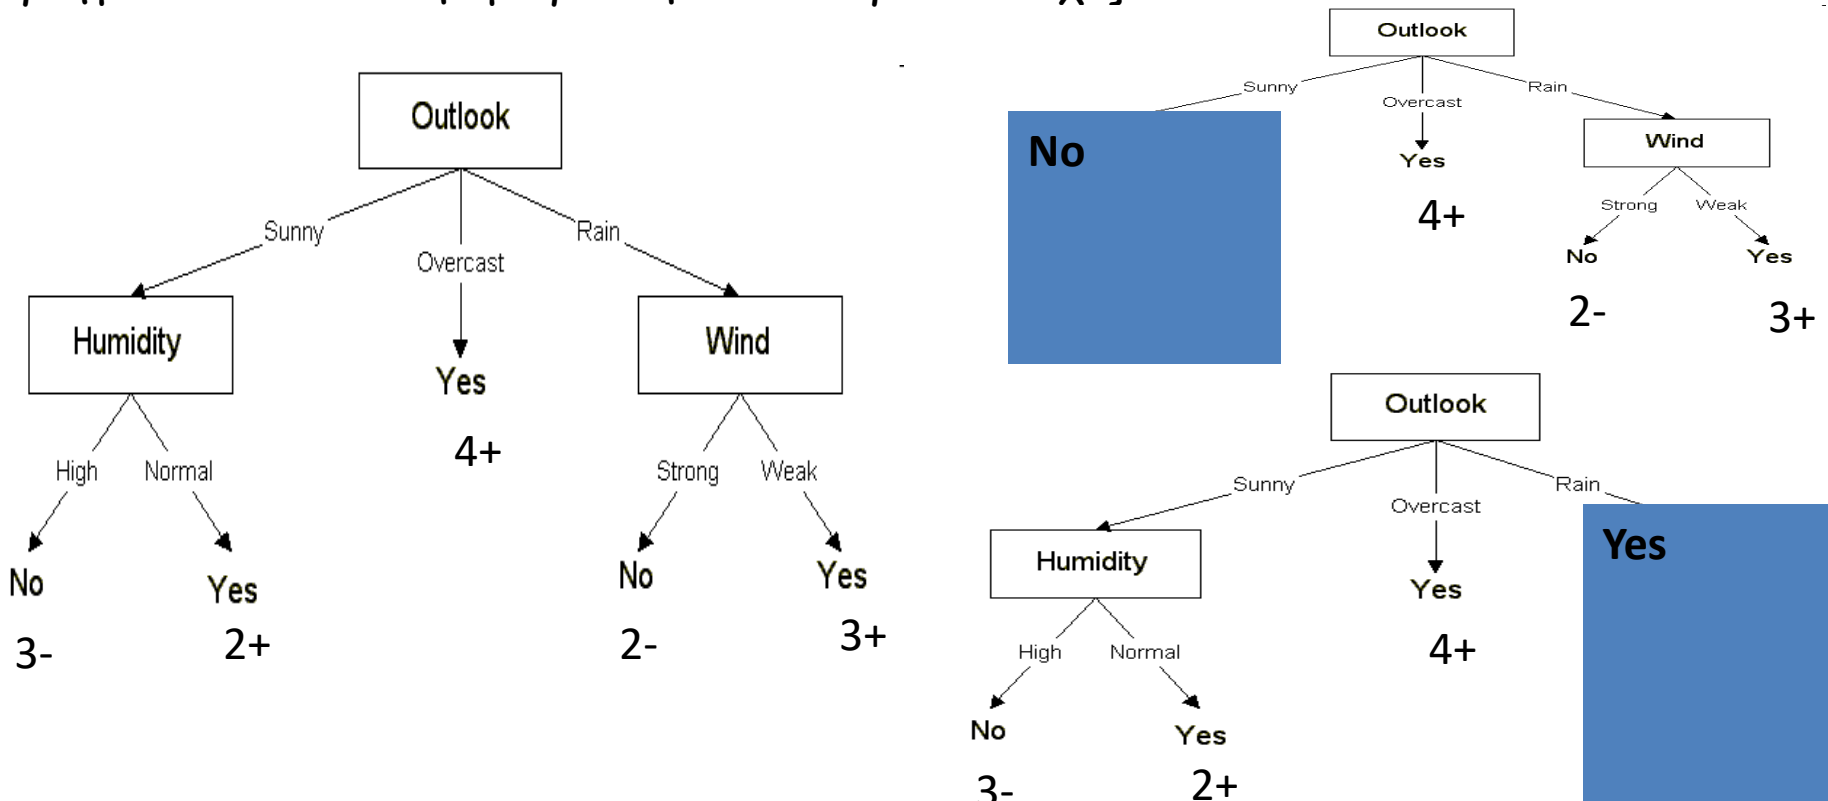 Outlook
Sunny
Overcast
Rain
Humidity
Yes
Wind
4+
High
Normal
Strong
Weak
No
Yes
No
Yes
3-
2+
2-
3+
Outlook
Sunny
Overcast
Rain
No
Yes
Wind
4+
Strong
Weak
No
Yes
2-
3+
Outlook
Sunny
Overcast
Rain
Humidity
Yes
Yes
4+
High
Normal
No
Yes
3-
2+